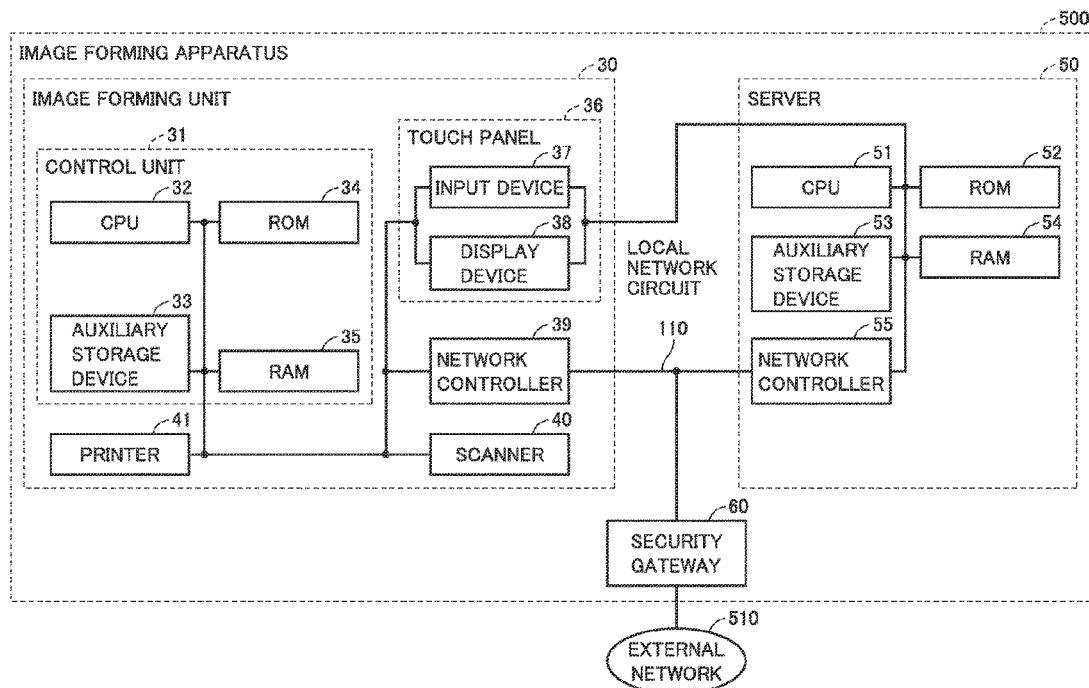 500
IMAGE FORMING APPARATUS
30
50
IMAGE FORMING UNIT
36
SERVER
31
TOUCH PANEL
CONTROL UNIT
37
51
52
32
34
INPUT DEVICE
CPU
ROM
CPU
ROM
38
53
54
DISPLAY
DEVICE
LOCAL
NETWORK
CIRCUIT
AUXILIARY
STORAGE
DEVICE
RAM
33
35
39
110
55
AUXILIARY
STORAGE
DEVICE
RAM
NETWORK
CONTROLLER
NETWORK
CONTROLLER
41
40
PRINTER
SCANNER
60
SECURITY
GATEWAY
510
EXTERNAL
NETWORK